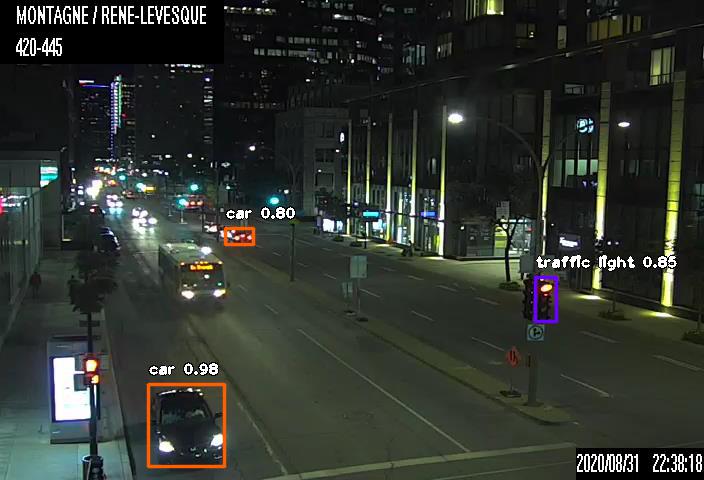 MONTAGNE / RENE-LEVESQUE
420-445
car 0.80
traffic light 0.85
car 0.98
2020/08/31 22:38:18